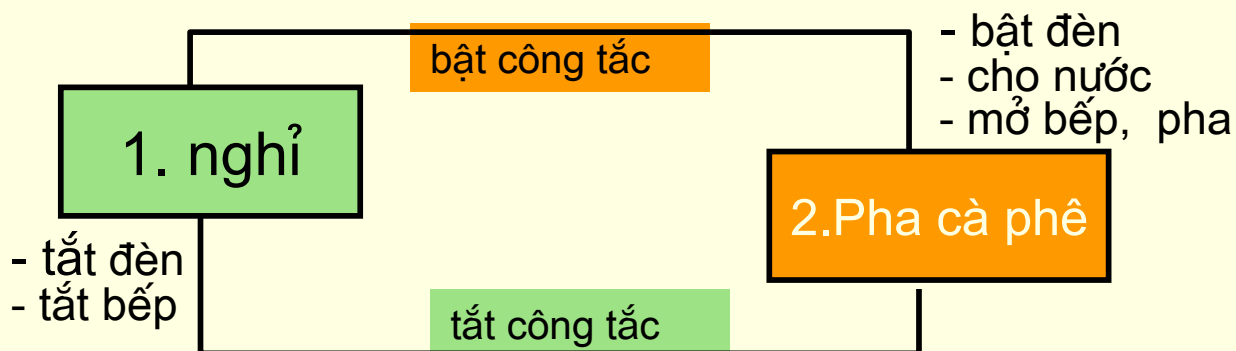 bật công tắc
- bật đèn
- cho nước
- mở bếp, pha
1. nghỉ
2.Pha cà phê
- tắt đèn
- tắt bếp
tắt công tắc